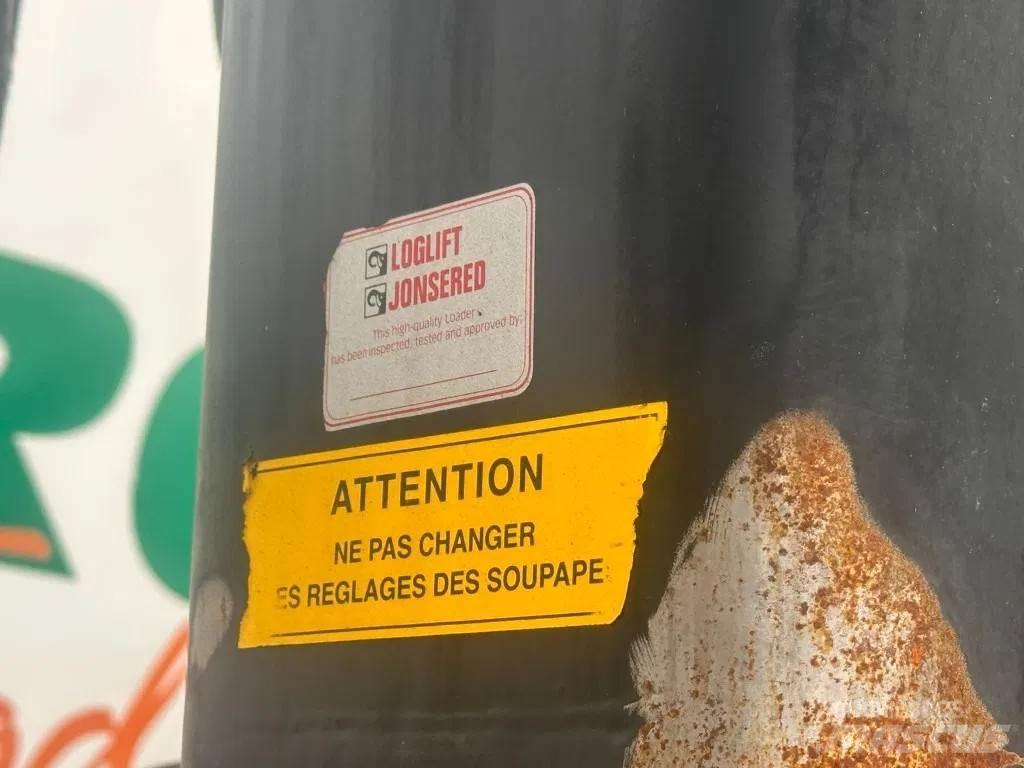 LOGLIFT
JONSERED
This high-quality Loader
has been inspected, tested and approved by:
ATTENTION
NE PAS CHANGER
ES REGLAGES DES SOUPAPE